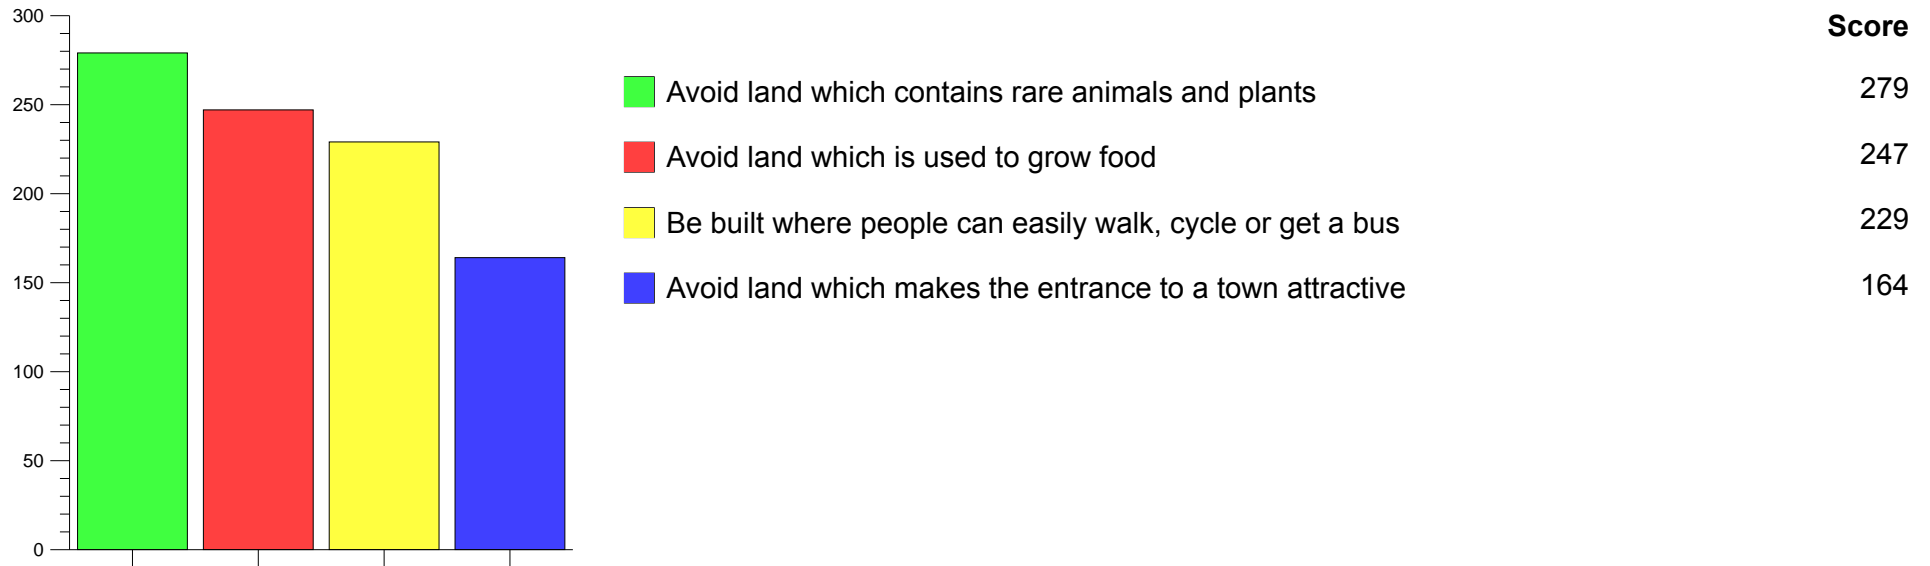 300
250
200
150
100
50
0
Score
Avoid land which contains rare animals and plants 279
Avoid land which is used to grow food 247
Be built where people can easily walk, cycle or get a bus 229
Avoid land which makes the entrance to a town attractive 164